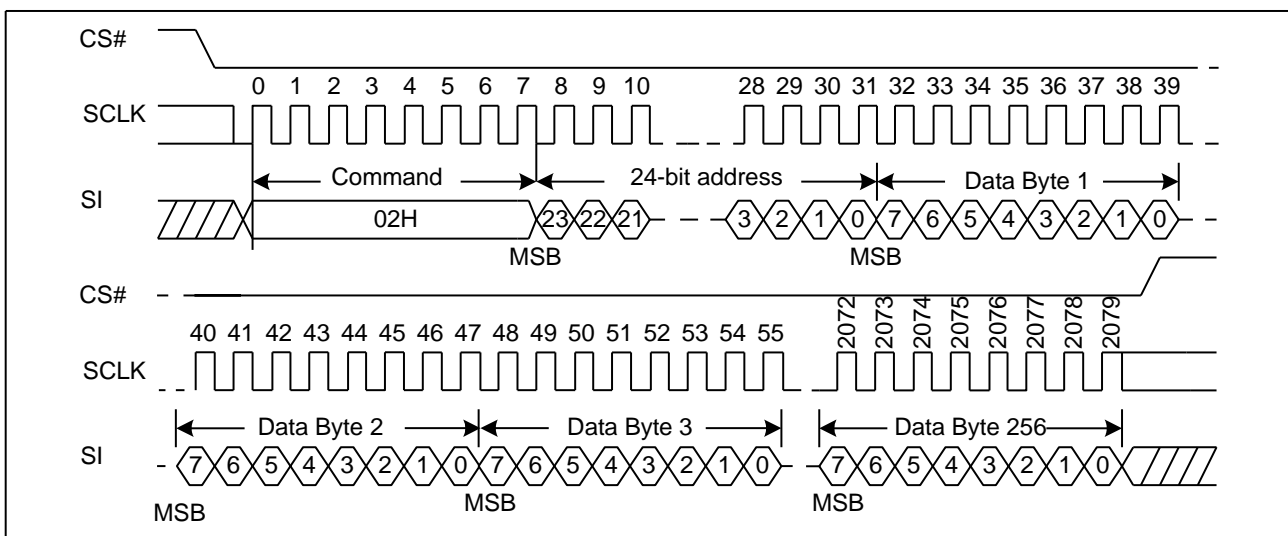 CS#
0 1 2 3 4 5 6 7 8 9 10 28 29 30 31 32 33 34 35 36 37 38 39
SCLK
Command 24-bit address Data Byte 1
SI
02H 23 22 21 3 2 1 0 7 6 5 4 3 2 1 0
MSB MSB
CS#
40 41 42 43 44 45 46 47 48 49 50 51 52 53 54 55 2072 2073 2074 2075 2076 2077 2078 2079
SCLK
Data Byte 2 Data Byte 3 Data Byte 256
SI
7 6 5 4 3 2 1 0 7 6 5 4 3 2 1 0 7 6 5 4 3 2 1 0
MSB MSB MSB